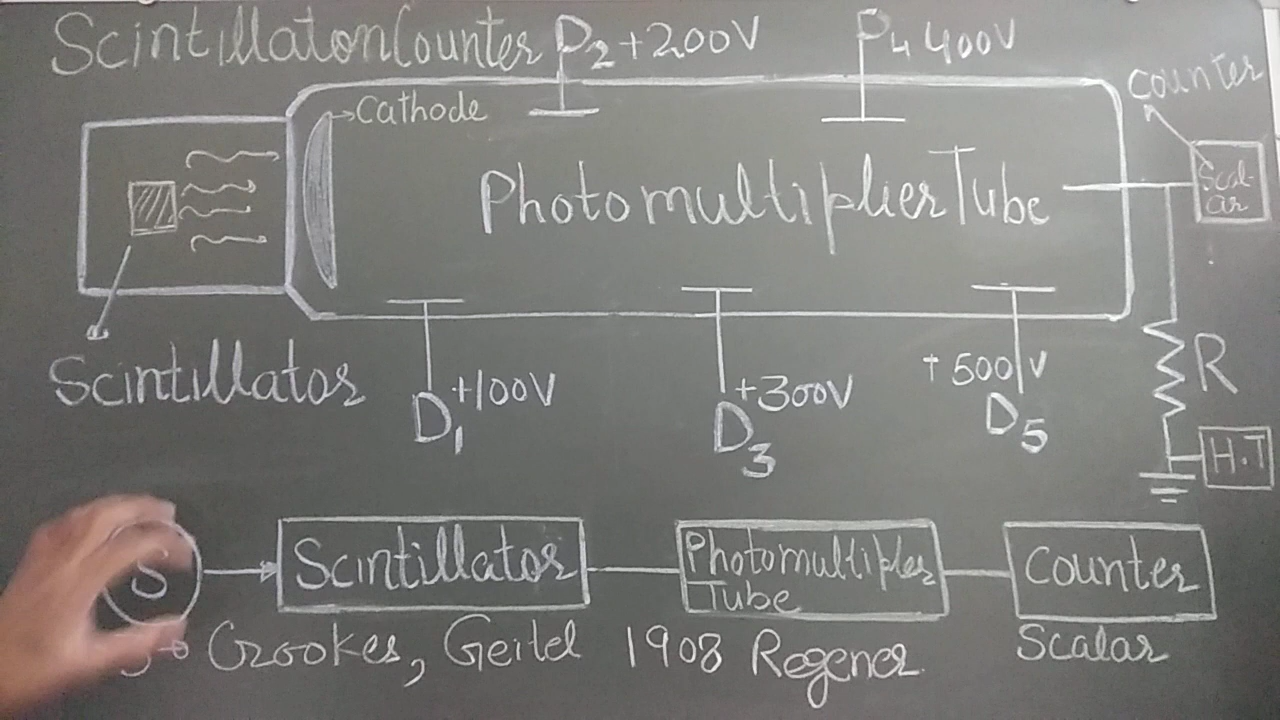 Scintillaton Counter
P2 +200V
P4 400V
Counter
→Cathode
Photomultiplier Tube
Scal-
ar
Scintillator
D1 +100V
D3 +300V
+500V
D5
R
H.T
S
Scintillator
Photomultipler
Tube
Counter
Crookes, Geitel 1908 Regener
Scalar